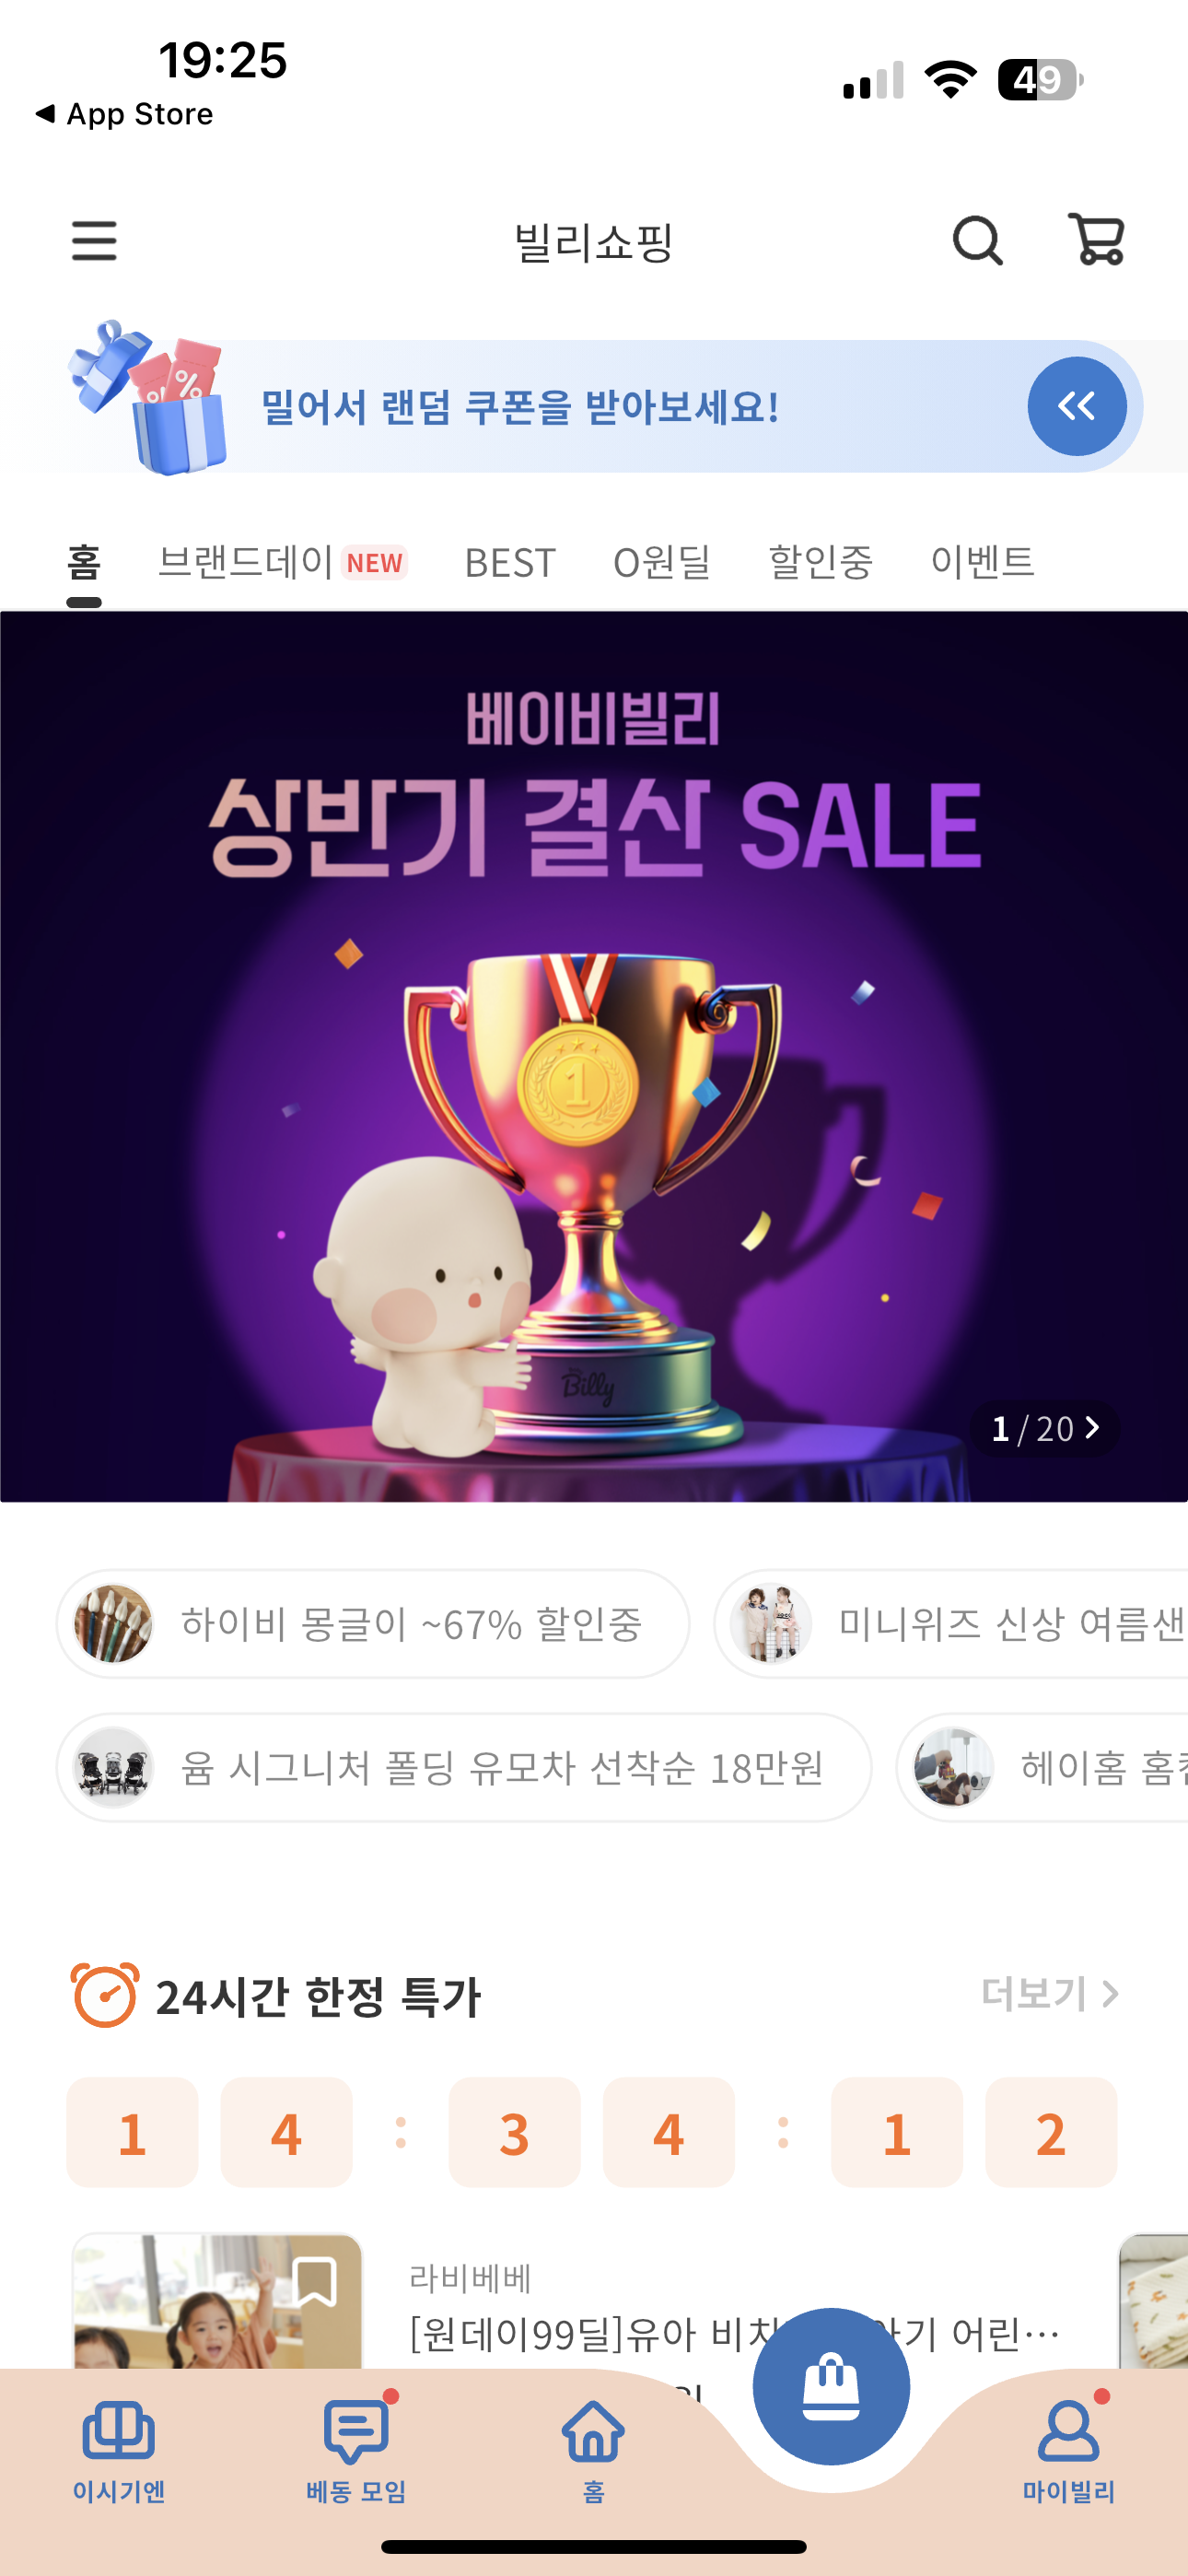 19:25
49
◀ App Store
빌리쇼핑
밀어서 랜덤 쿠폰을 받아보세요!
홈 브랜드데이 NEW BEST 0원딜 할인중 이벤트
베이비빌리
상반기 결산 SALE
1
Billy
1 / 20
하이비 몽글이 ~67% 할인중
미니위즈 신상 여름샌
윰 시그니처 폴딩 유모차 선착순 18만원
헤이홈 홈
24시간 한정 특가
더보기
1 4 : 3 4 : 1 2
라비베베
[원데이99딜]유아 비치 기 어린…
이시기엔
베동 모임
홈
마이빌리